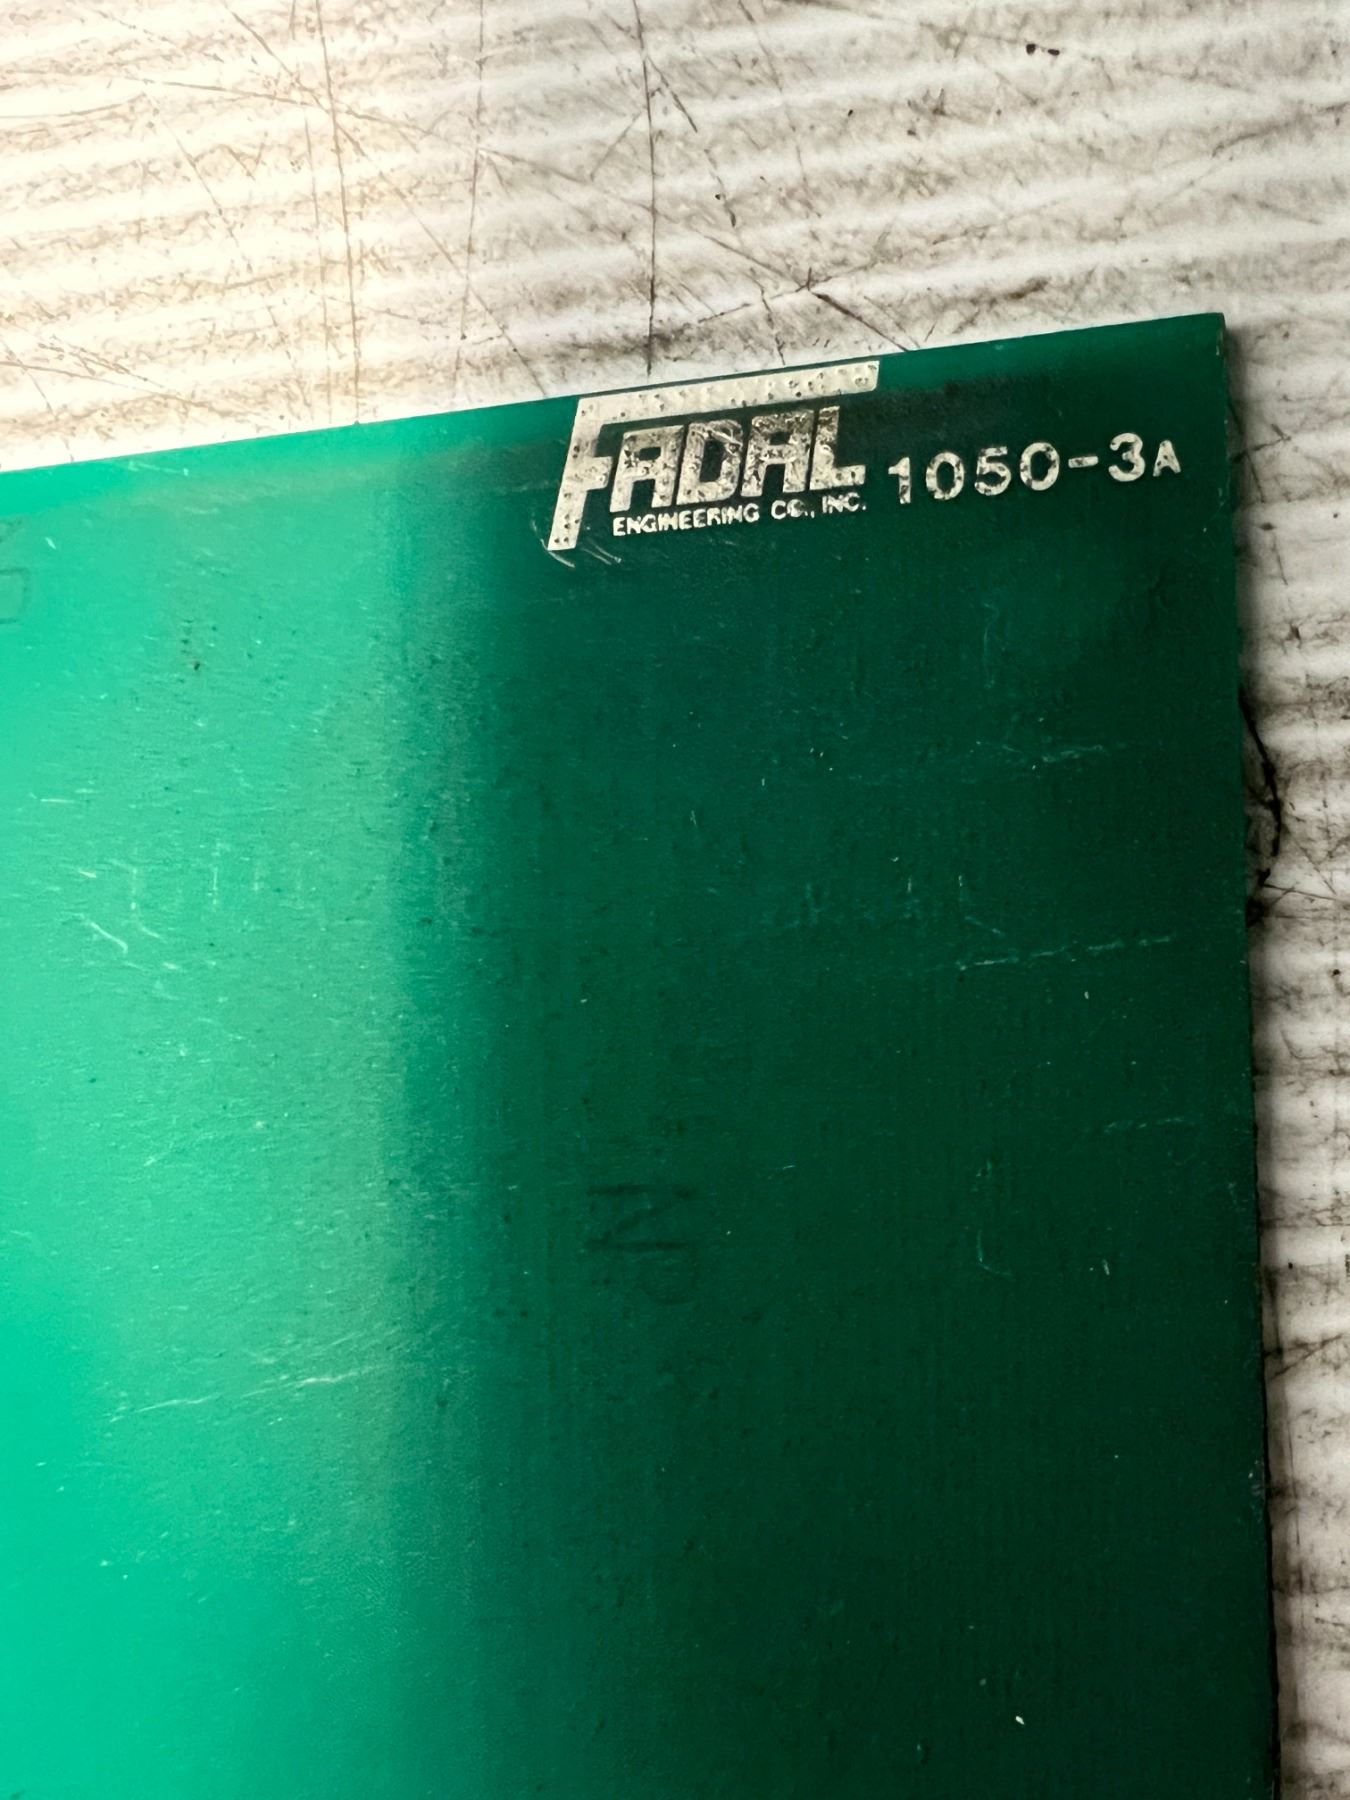 FADAL 1050-3A
ENGINEERING CO., INC.